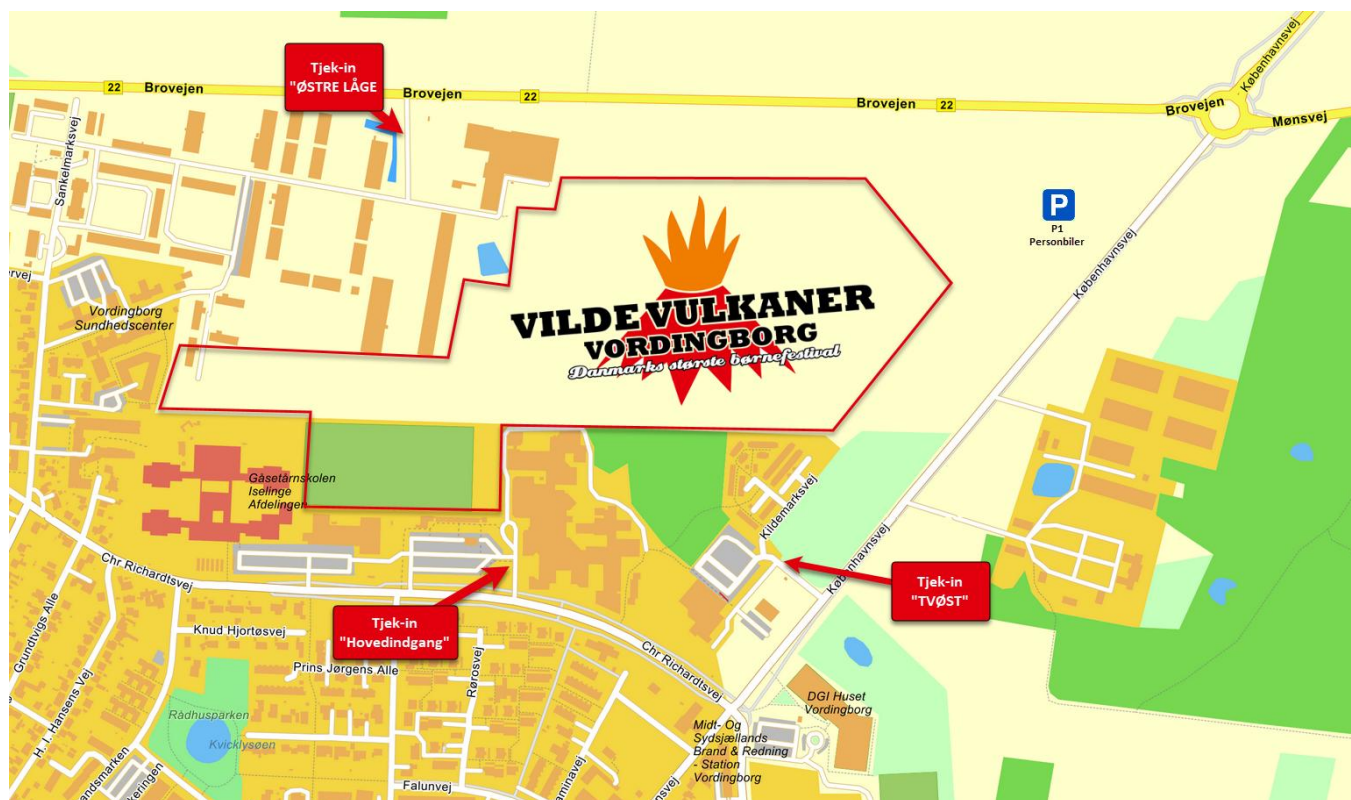 Tjek-in
"ØSTRE LÅGE
22
Brovejen
Brovejen
22
Brovejen
22
Brovejen
Københavnsvej
Mønsvej
Sankelmarksvej
P
P1
Personbiler
Københavnsvej
VILDE VULKANER
VORDINGBORG
Danmarks største børnefestival
Vordingborg
Sundhedscenter
Gåsetårnskolen
Iselinge
Afdelingen
Kildemarksvej
Københavnsvej
Tjek-in
"TVØST"
Chr Richardtsvej
Tjek-in
"Hovedindgang"
Grundtvigs Alle
Knud Hjortøsvej
Prins Jørgens Alle
Rørosvej
Chr Richardtsvej
H. I. Hansens Vej
Rådhusparken
Kvicklysøen
DGI Huset
Vordingborg
Midt- Og
Sydsjællands
Brand & Redning
- Station
Vordingborg
Falunvej